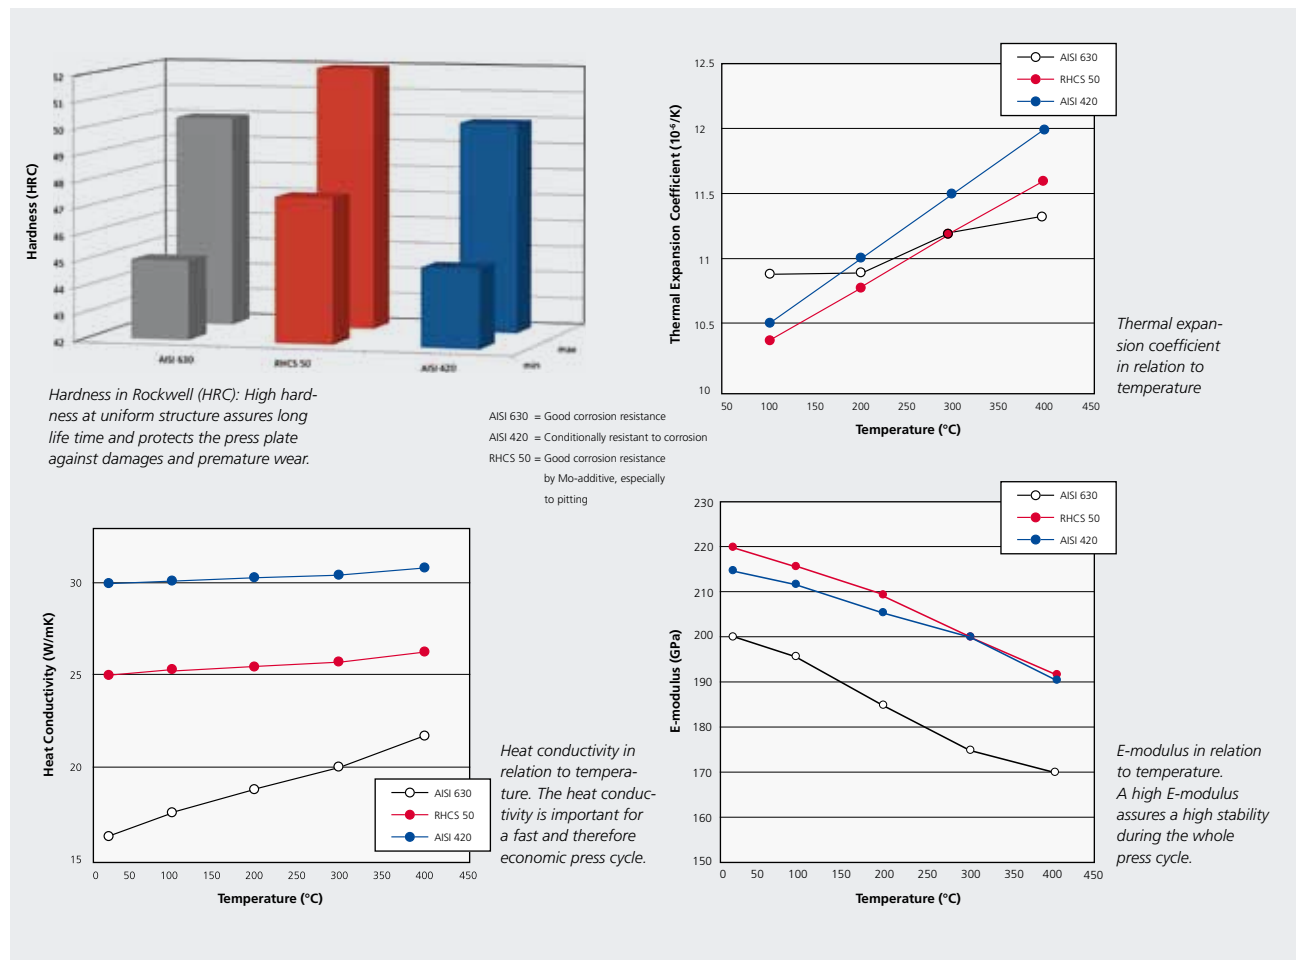 52
51
50
49
48
47
46
45
44
43
42
Hardness (HRC)
AISI 630
RHCS 50
AISI 420
min
max
Hardness in Rockwell (HRC): High hard-
ness at uniform structure assures long
life time and protects the press plate
against damages and premature wear.
AISI 630 = Good corrosion resistance
AISI 420 = Conditionally resistant to corrosion
RHCS 50 = Good corrosion resistance
by Mo-additive, especially
to pitting
AISI 630
RHCS 50
AISI 420
12.5
12
11.5
11
10.5
10
Thermal Expansion Coefficient (10⁻⁶/K)
50 100 150 200 250 300 350 400 450
Temperature (°C)
Thermal expan-
sion coefficient
in relation to
temperature
30
25
20
15
Heat Conductivity (W/mK)
AISI 630
RHCS 50
AISI 420
0 50 100 150 200 250 300 350 400 450
Temperature (°C)
Heat conductivity in
relation to tempera-
ture. The heat conduc-
tivity is important for
a fast and therefore
economic press cycle.
AISI 630
RHCS 50
AISI 420
230
220
210
200
190
180
170
160
150
E-modulus (GPa)
0 50 100 150 200 250 300 350 400 450
Temperature (°C)
E-modulus in relation
to temperature.
A high E-modulus
assures a high stability
during the whole
press cycle.